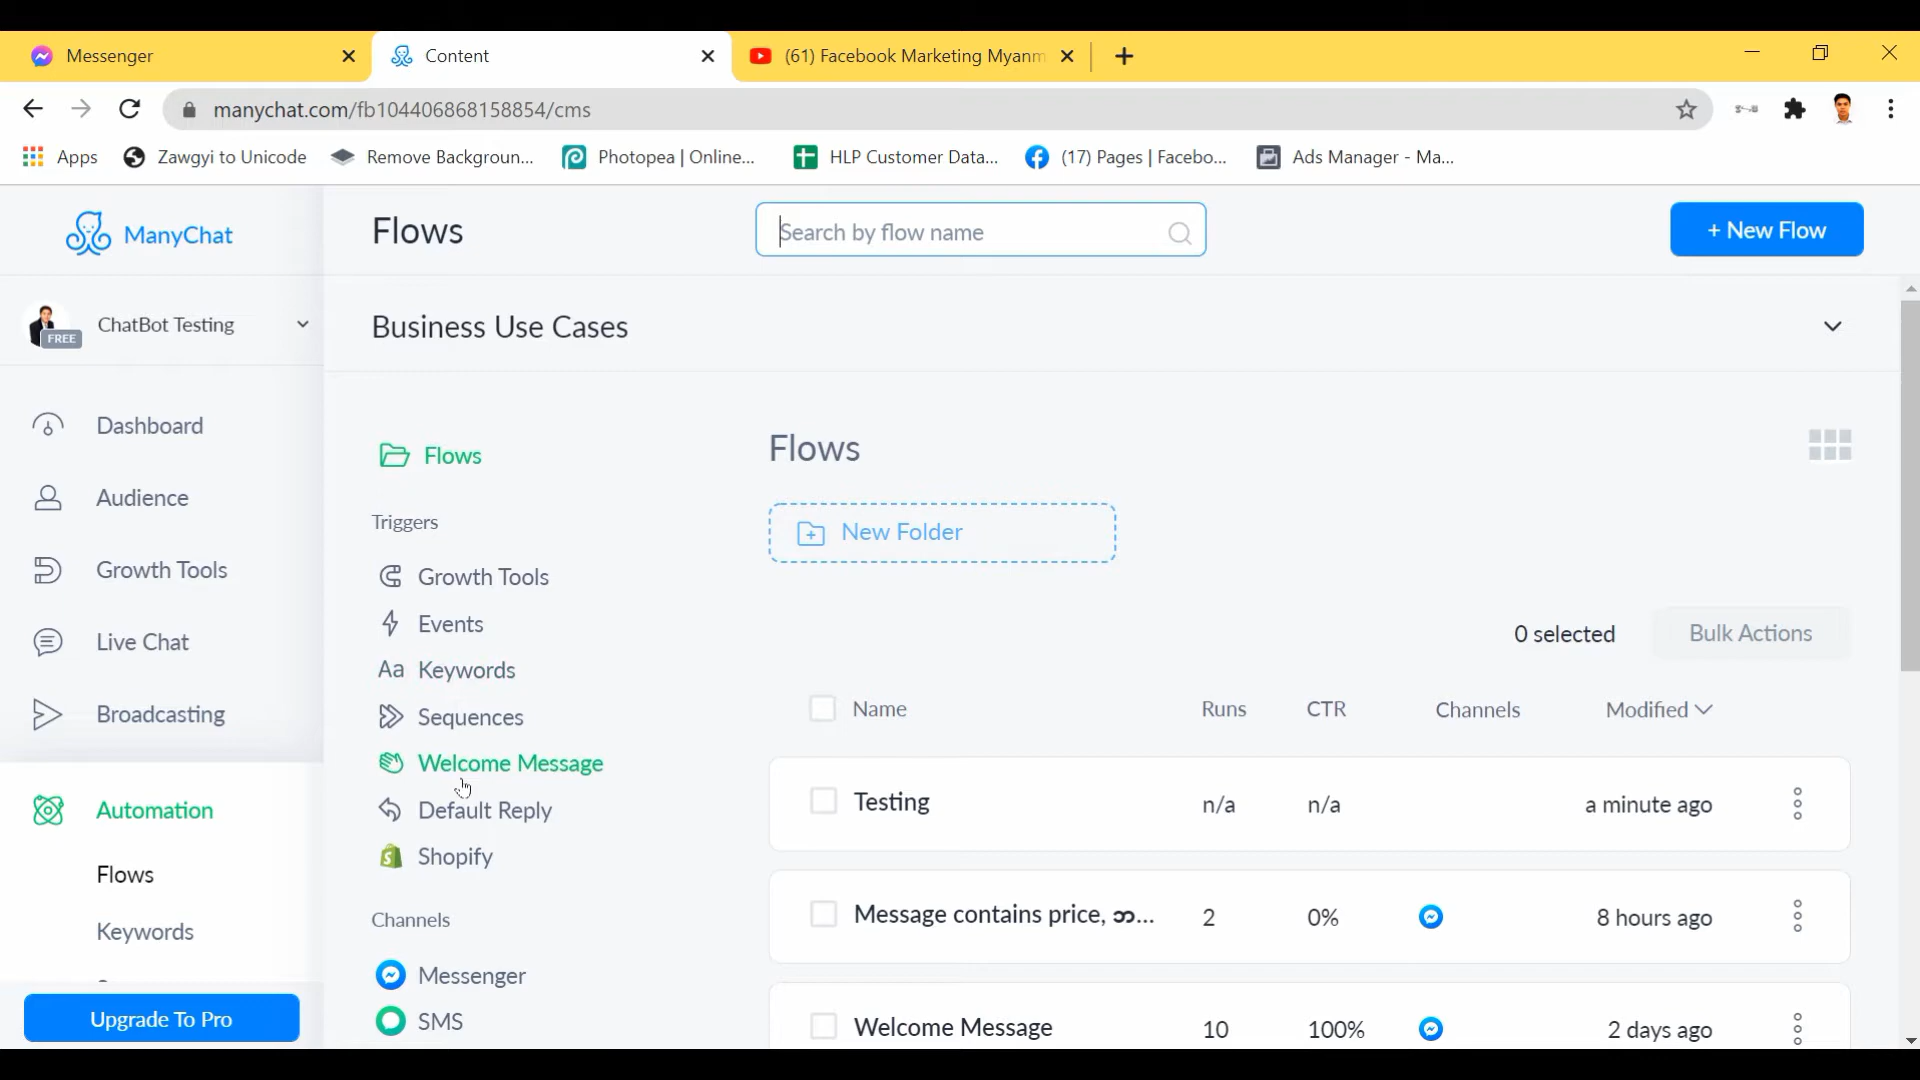 Messenger
Content
(61) Facebook Marketing Myanm
manychat.com/fb104406868158854/cms
Apps
Zawgyi to Unicode
Remove Backgroun...
Photopea | Online...
HLP Customer Data...
(17) Pages | Facebo...
Ads Manager - Ma...
ManyChat
Flows
Search by flow name
+ New Flow
FREE
ChatBot Testing
Business Use Cases
Dashboard
Audience
Growth Tools
Live Chat
Broadcasting
Automation
Flows
Keywords
Upgrade To Pro
Flows
Triggers
Growth Tools
Events
Aa Keywords
Sequences
Welcome Message
Default Reply
Shopify
Channels
Messenger
SMS
Flows
New Folder
0 selected
Bulk Actions
Name Runs CTR Channels Modified
Testing n/a n/a a minute ago
Message contains price, ဘ... 2 0% 8 hours ago
Welcome Message 10 100% 2 days ago